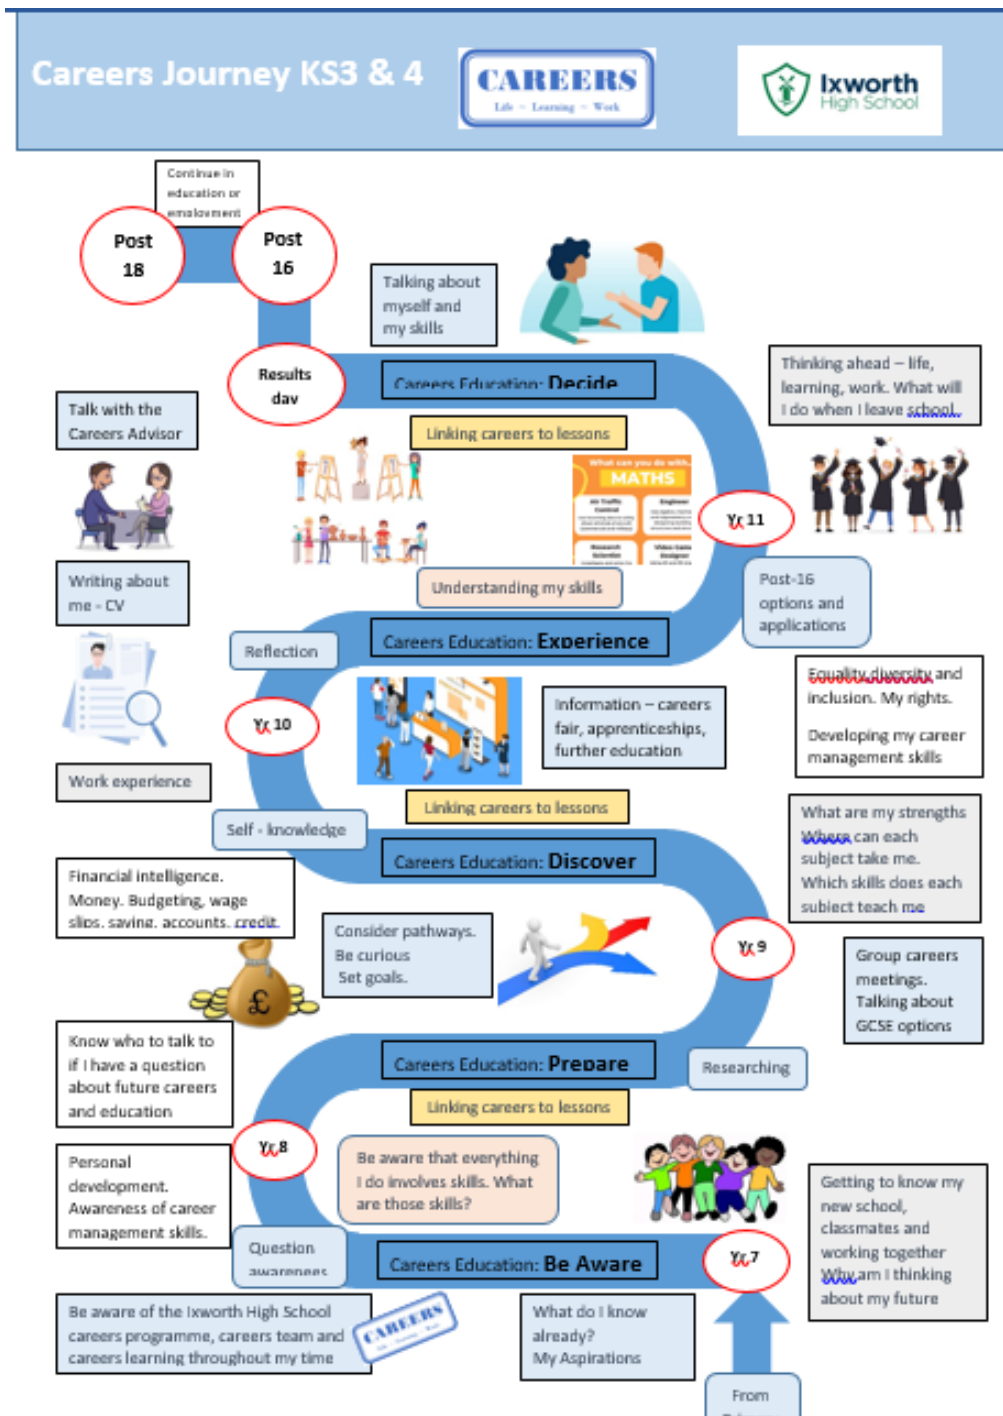 Careers Journey KS3 & 4
CAREERS
Life ~ Learning ~ Work
Ixworth
High School
Continue in
education or
employment
Post
18
Post
16
Talking about
myself and
my skills
Results
day
Careers Education: Decide
Thinking ahead – life,
learning, work. What will
I do when I leave school.
Talk with the
Careers Advisor
Linking careers to lessons
What can you do with...
MATHS
Air Traffic
Control
Engineer
Research
Scientist
Video Game
Designer
Yr 11
Writing about
me - CV
Understanding my skills
Post-16
options and
applications
Careers Education: Experience
Reflection
Equality diversity and
inclusion. My rights.
Developing my career
management skills
Yr 10
Information – careers
fair, apprenticeships,
further education
Work experience
Linking careers to lessons
Self - knowledge
What are my strengths
Where can each
subject take me.
Which skills does each
subject teach me
Careers Education: Discover
Financial intelligence.
Money. Budgeting, wage
slips, saving, accounts, credit.
Consider pathways.
Be curious
Set goals.
Yr 9
Group careers
meetings.
Talking about
GCSE options
Know who to talk to
if I have a question
about future careers
and education
Careers Education: Prepare
Researching
Linking careers to lessons
Yr 8
Be aware that everything
I do involves skills. What
are those skills?
Personal
development.
Awareness of career
management skills.
Getting to know my
new school,
classmates and
working together
Why am I thinking
about my future
Question
awareness
Careers Education: Be Aware
Yr 7
Be aware of the Ixworth High School
careers programme, careers team and
careers learning throughout my time
CAREERS
What do I know
already?
My Aspirations
From